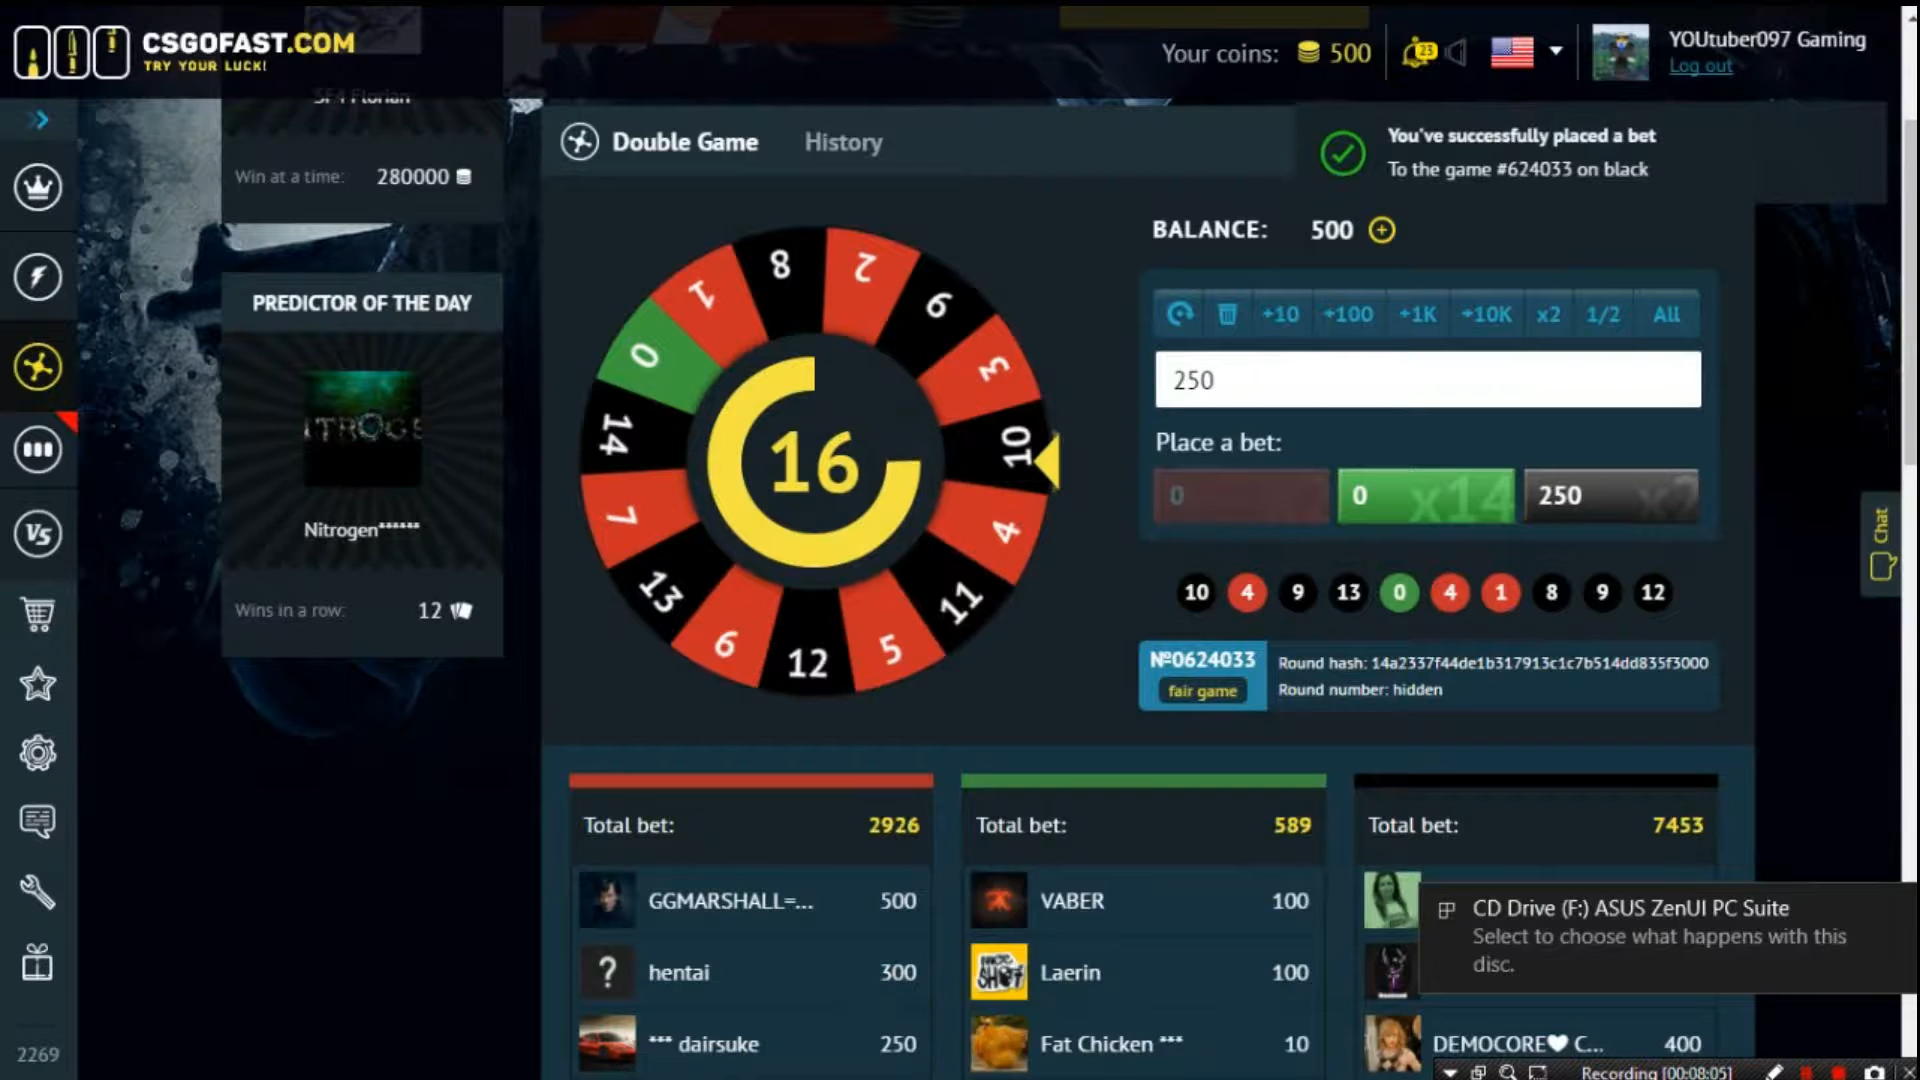 CSGOFAST.COM
TRY YOUR LUCK!
Your coins: 500
23
YOUtuber097 Gaming
Log out
SF4 Florian
Win at a time: 280000
PREDICTOR OF THE DAY
Nitrogen******
Wins in a row: 12
VS
2269
Double Game
History
You've successfully placed a bet
To the game #624033 on black
8
2
9
3
10
4
11
5
12
6
13
7
14
0
1
16
BALANCE: 500
+10 +100 +1K +10K x2 1/2 All
250
Place a bet:
0
0 x14
250 x2
10 4 9 13 0 4 1 8 9 12
№0624033
fair game
Round hash: 14a2337f44de1b317913c1c7b514dd835f3000
Round number: hidden
Chat
Total bet: 2926
GGMARSHALL=... 500
hentai 300
*** dairsuke 250
Total bet: 589
VABER 100
Laerin 100
Fat Chicken *** 10
Total bet: 7453
DEMOCORE♥ C... 400
CD Drive (F:) ASUS ZenUI PC Suite
Select to choose what happens with this
disc.
Recording [00:08:05]